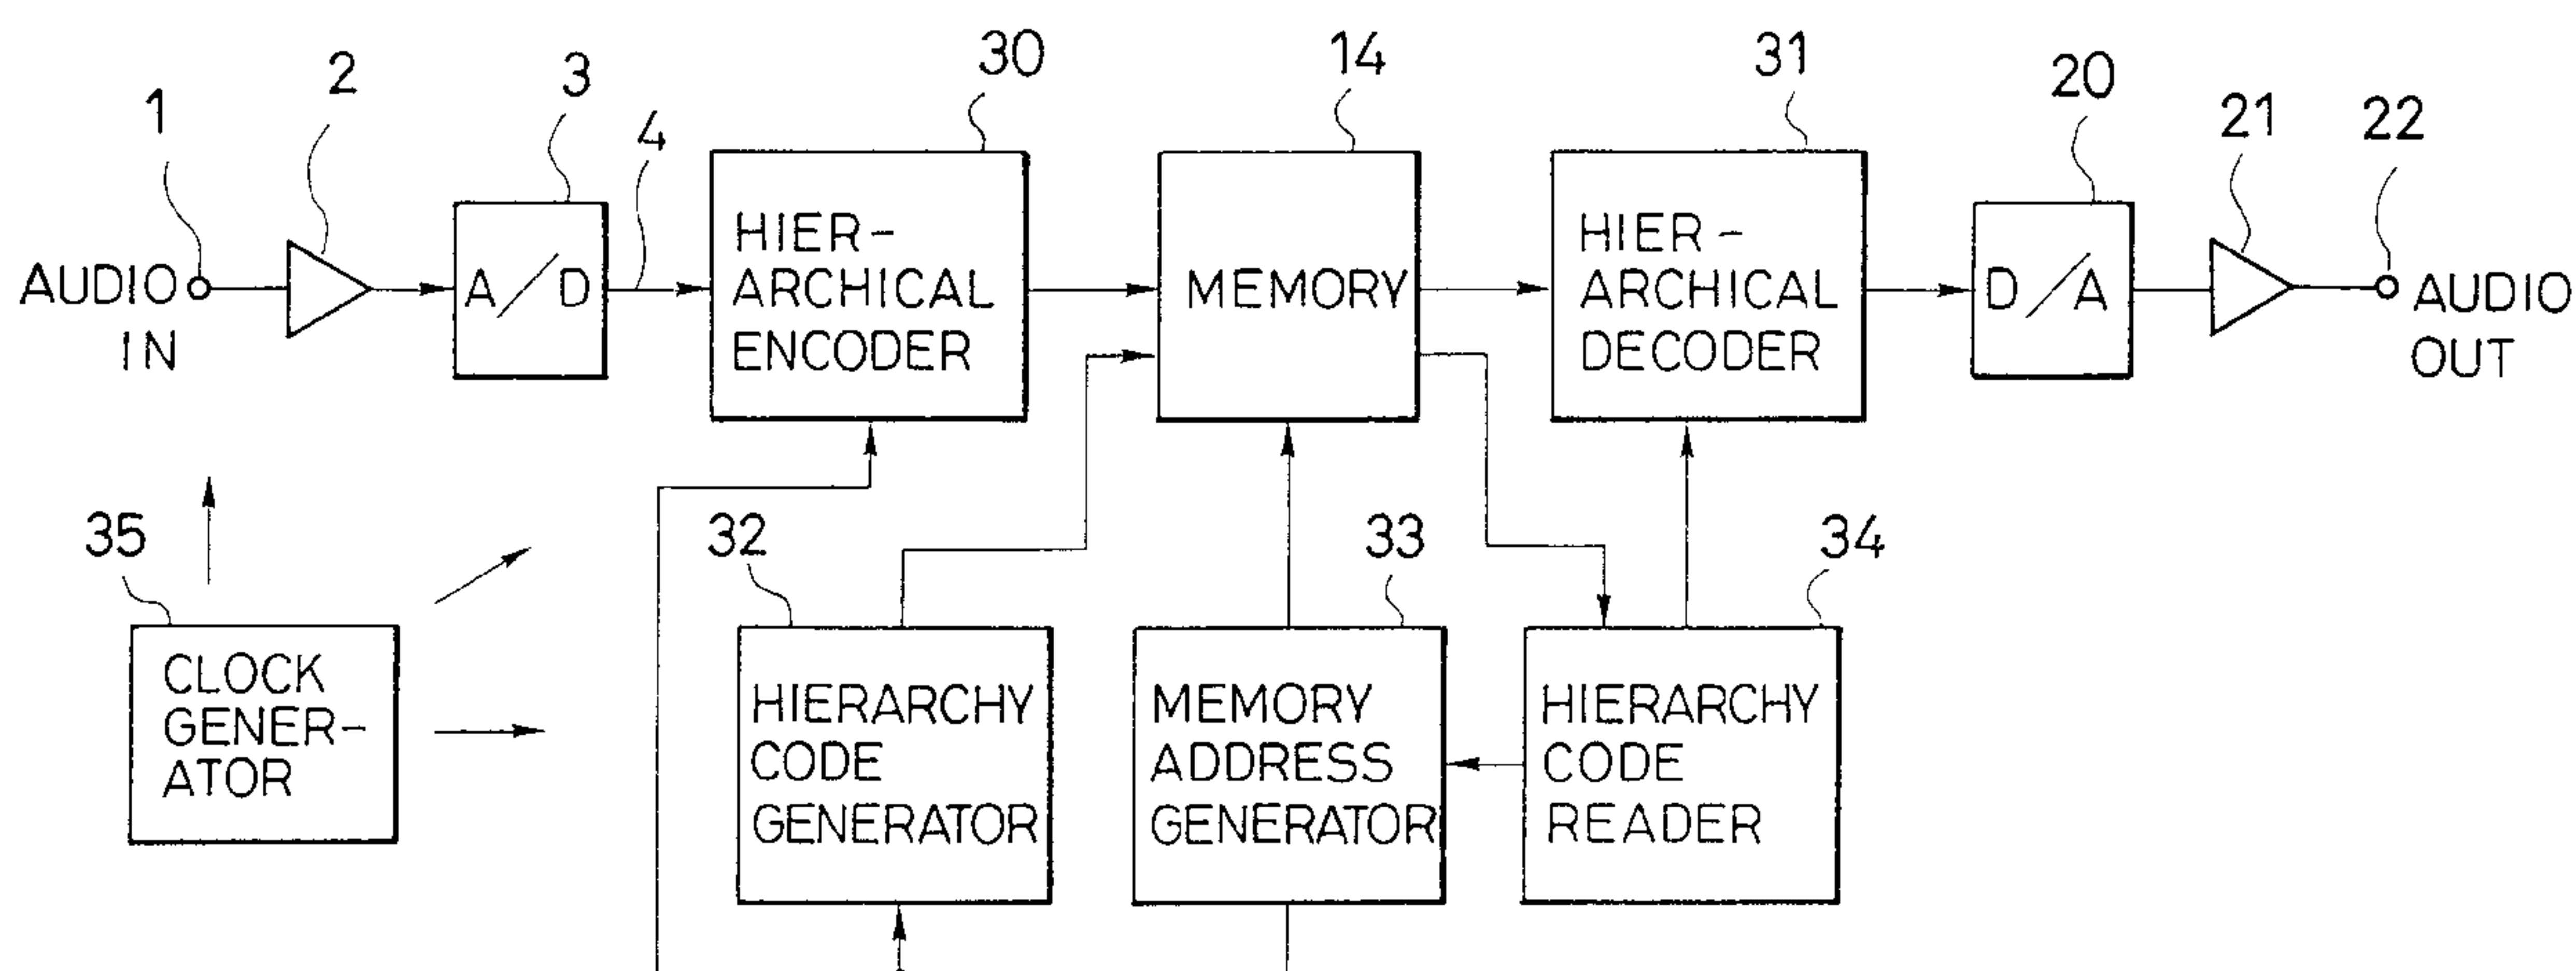 1
2
3
4
30
14
31
20
21
22
AUDIO
IN
A/D
HIER-
ARCHICAL
ENCODER
MEMORY
HIER-
ARCHICAL
DECODER
D/A
AUDIO
OUT
35
32
33
34
CLOCK
GENER-
ATOR
HIERARCHY
CODE
GENERATOR
MEMORY
ADDRESS
GENERATOR
HIERARCHY
CODE
READER